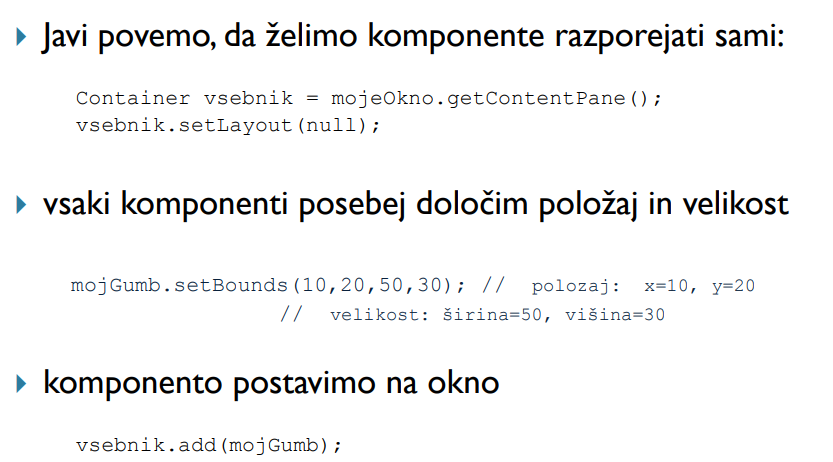 Javi povemo, da želimo komponente razporejati sami:
Container vsebnik = mojeOkno.getContentPane();
vsebnik.setLayout(null);
vsaki komponenti posebej določim položaj in velikost
mojGumb.setBounds(10,20,50,30); // polozaj: x=10, y=20
// velikost: širina=50, višina=30
komponento postavimo na okno
vsebnik.add(mojGumb);